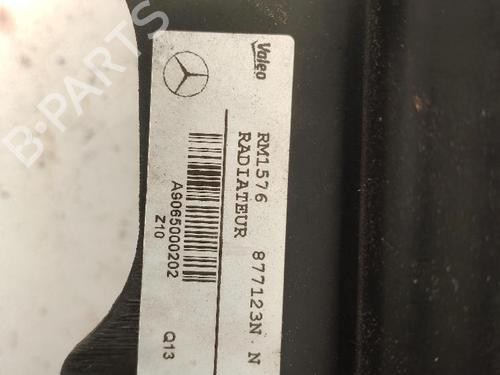 Valeo
RM1576 877123N.N
RADIATEUR
A9065000202
Z10
Q13
B-PARTS